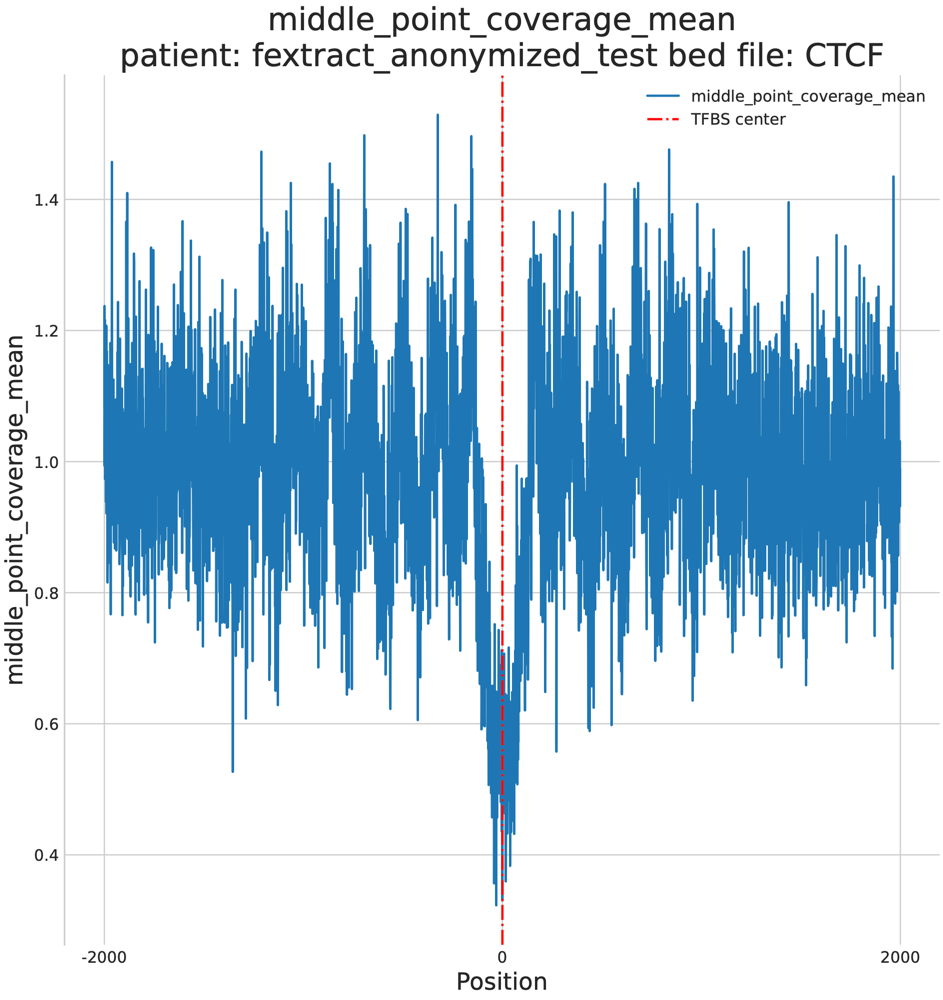 middle_point_coverage_mean
patient: fextract_anonymized_test bed file: CTCF
middle_point_coverage_mean
TFBS center
1.4
1.2
1.0
0.8
0.6
0.4
middle_point_coverage_mean
-2000
0
2000
Position